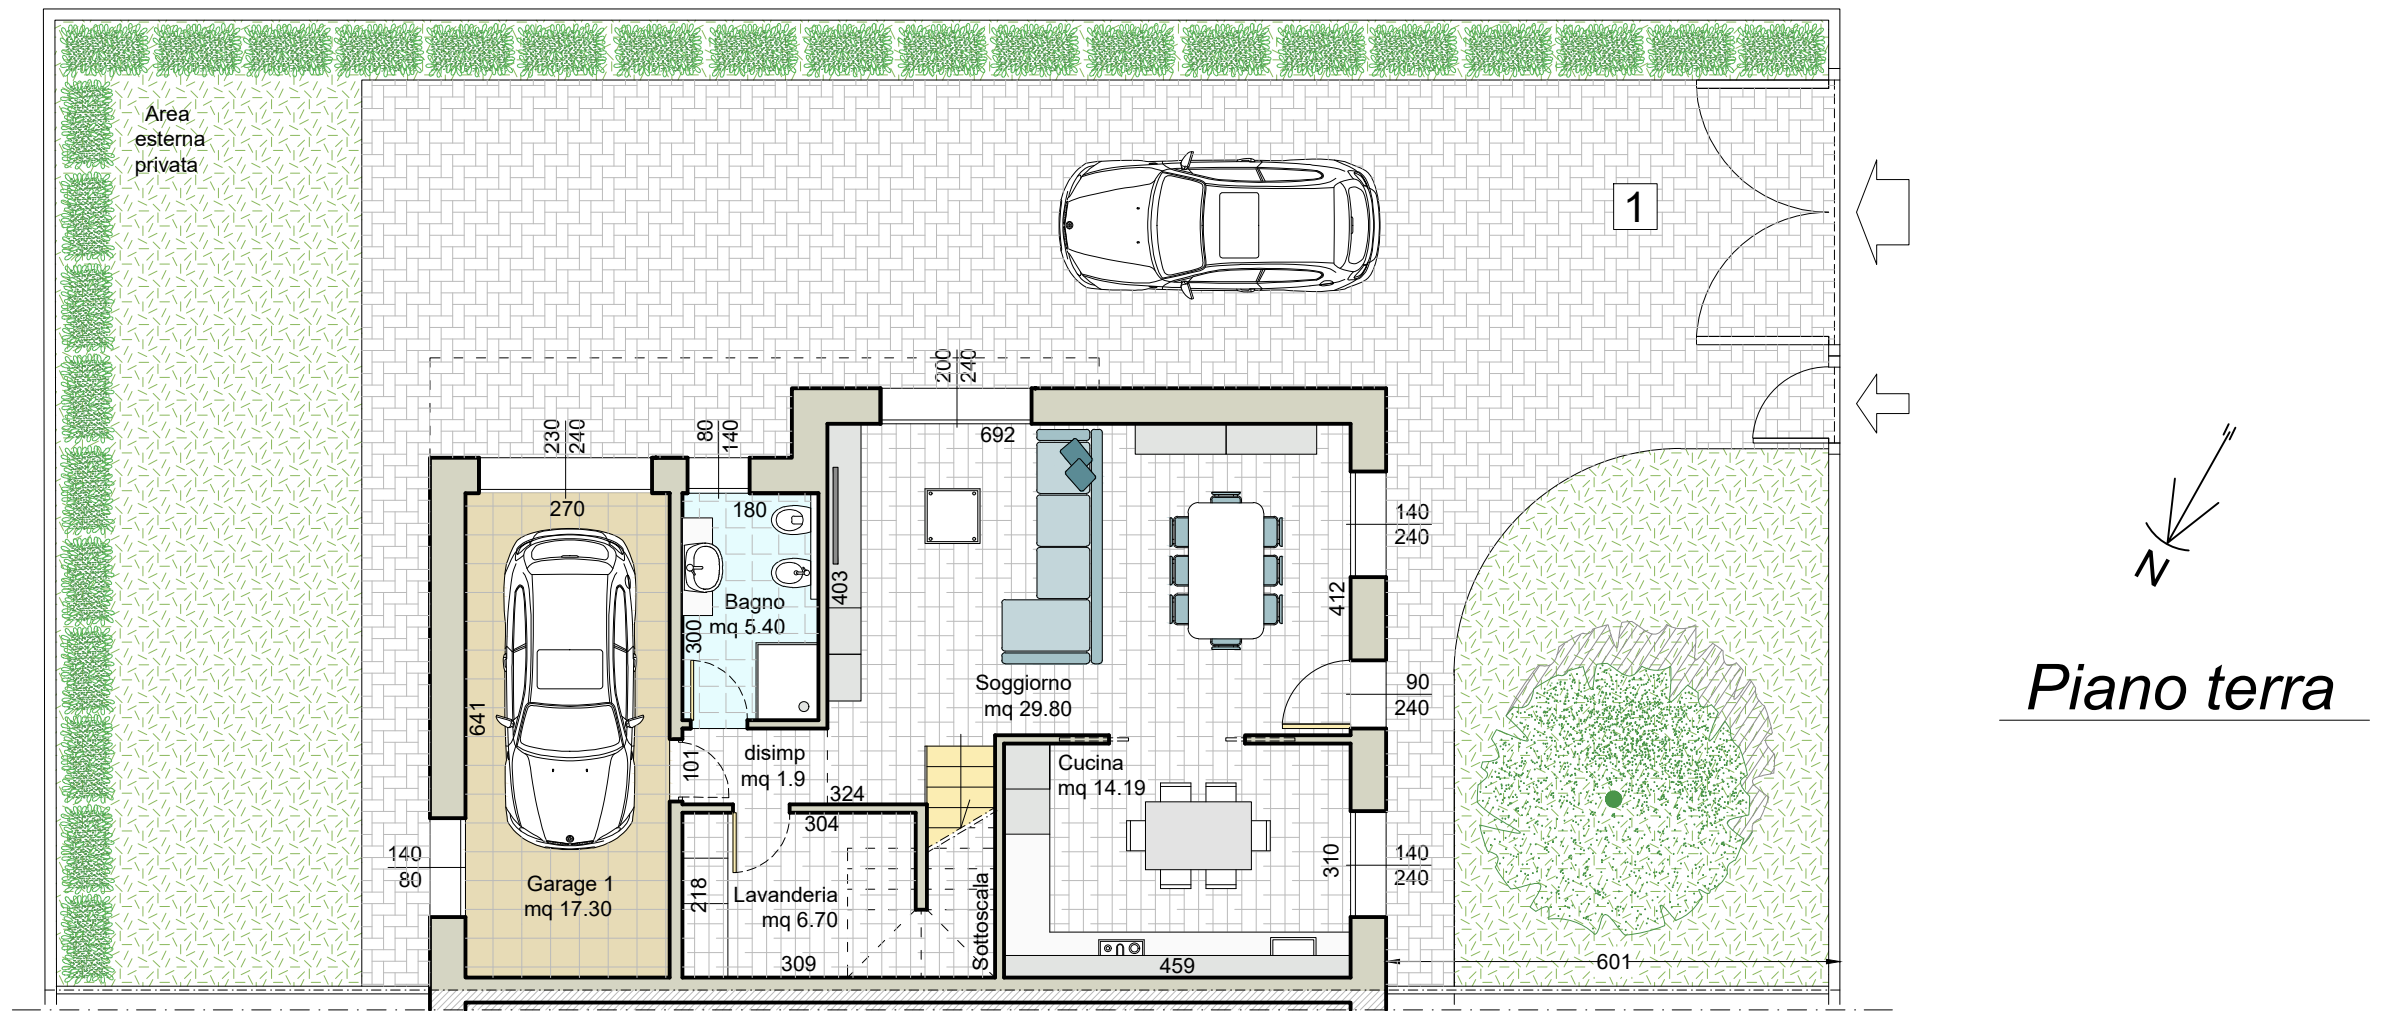 Area
esterna
privata
1
200
240
230
240
80
140
692
270
180
140
240
403
412
Bagno
mq 5.40
300
N
Soggiorno
mq 29.80
90
240
Piano terra
641
101
disimp
mq 1.9
Cucina
mq 14.19
324
304
140
80
310
140
240
Garage 1
mq 17.30
218
Lavanderia
mq 6.70
Sottoscala
309
459
601